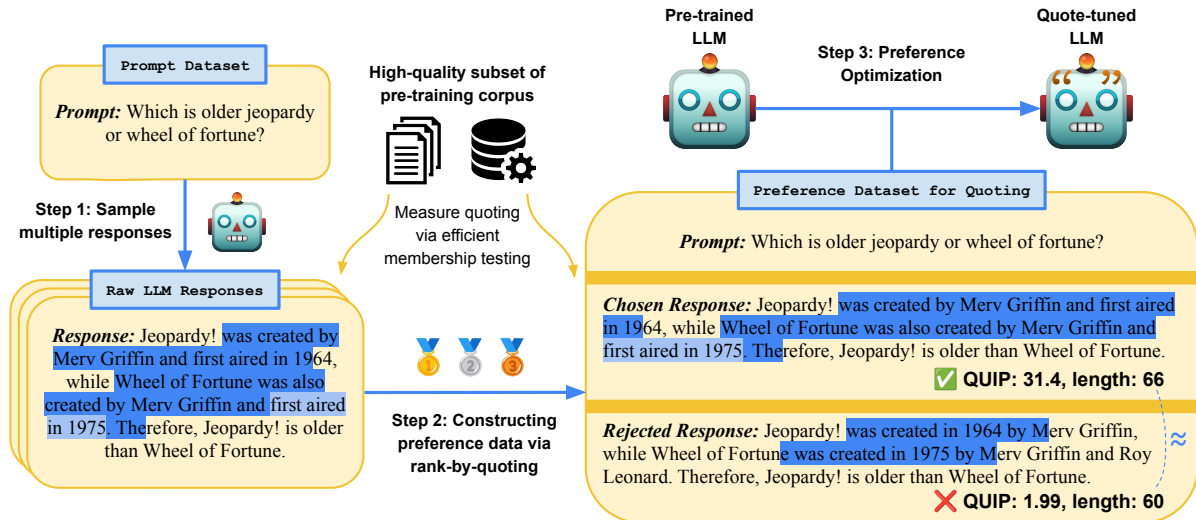 Prompt Dataset
Prompt: Which is older jeopardy
or wheel of fortune?
Step 1: Sample
multiple responses
Raw LLM Responses
Response: Jeopardy! was created by
Merv Griffin and first aired in 1964,
while Wheel of Fortune was also
created by Merv Griffin and first aired
in 1975. Therefore, Jeopardy! is older
than Wheel of Fortune.
High-quality subset of
pre-training corpus
Measure quoting
via efficient
membership testing
1 2 3
Step 2: Constructing
preference data via
rank-by-quoting
Pre-trained
LLM
Step 3: Preference
Optimization
Quote-tuned
LLM
“ ”
Preference Dataset for Quoting
Prompt: Which is older jeopardy or wheel of fortune?
Chosen Response: Jeopardy! was created by Merv Griffin and first aired
in 1964, while Wheel of Fortune was also created by Merv Griffin and
first aired in 1975. Therefore, Jeopardy! is older than Wheel of Fortune.
✅ QUIP: 31.4, length: 66
Rejected Response: Jeopardy! was created in 1964 by Merv Griffin,
while Wheel of Fortune was created in 1975 by Merv Griffin and Roy
Leonard. Therefore, Jeopardy! is older than Wheel of Fortune.
❌ QUIP: 1.99, length: 60
≈